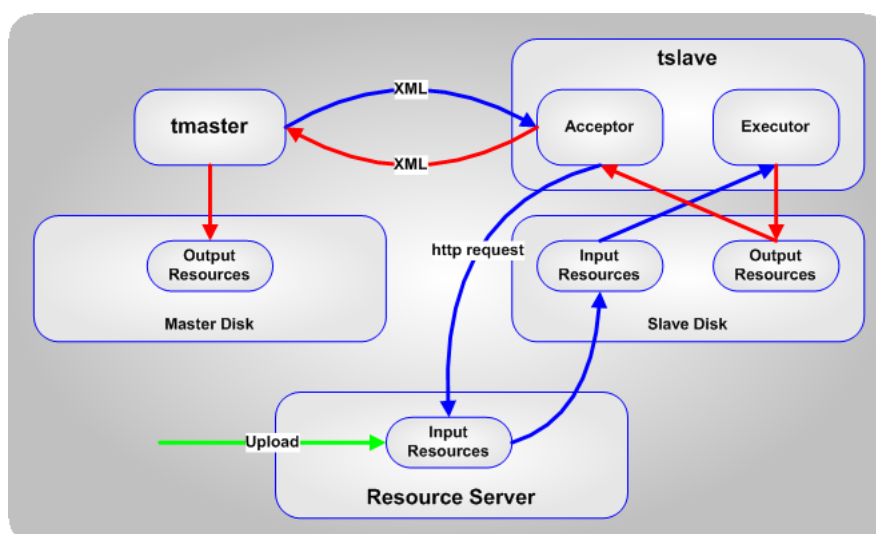 tslave
XML
tmaster
Acceptor
Executor
XML
Output
Resources
Master Disk
http request
Input
Resources
Output
Resources
Slave Disk
Upload
Input
Resources
Resource Server